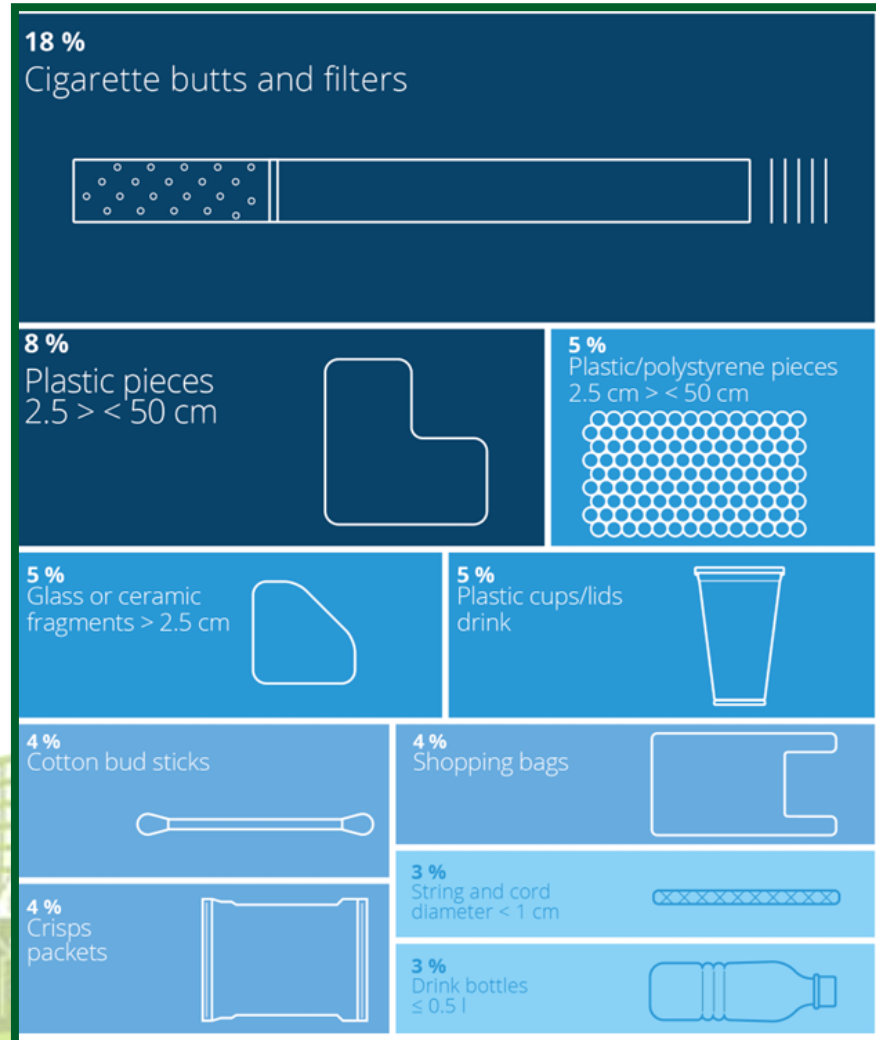 18 %
Cigarette butts and filters
8 %
Plastic pieces
2.5 > < 50 cm
5 %
Plastic/polystyrene pieces
2.5 cm > < 50 cm
5 %
Glass or ceramic
fragments > 2.5 cm
5 %
Plastic cups/lids
drink
4 %
Cotton bud sticks
4 %
Shopping bags
4 %
Crisps
packets
3 %
String and cord
diameter < 1 cm
3 %
Drink bottles
≤ 0.5 l